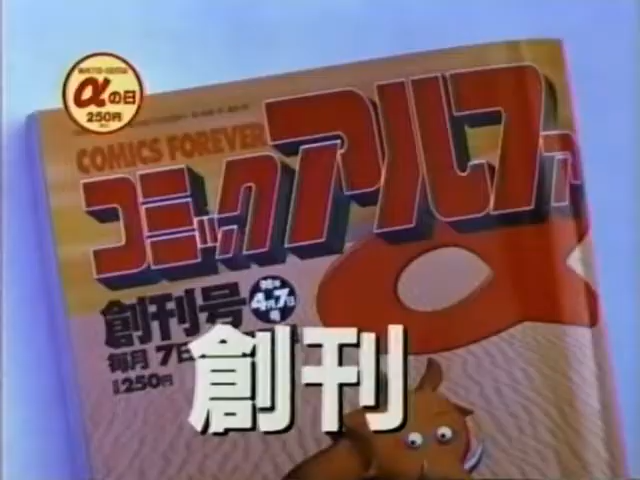 αの日
250円
COMICS FOREVER
コミックアルファ
α
創刊号
4月7日
号
毎月7日
250円
創刊